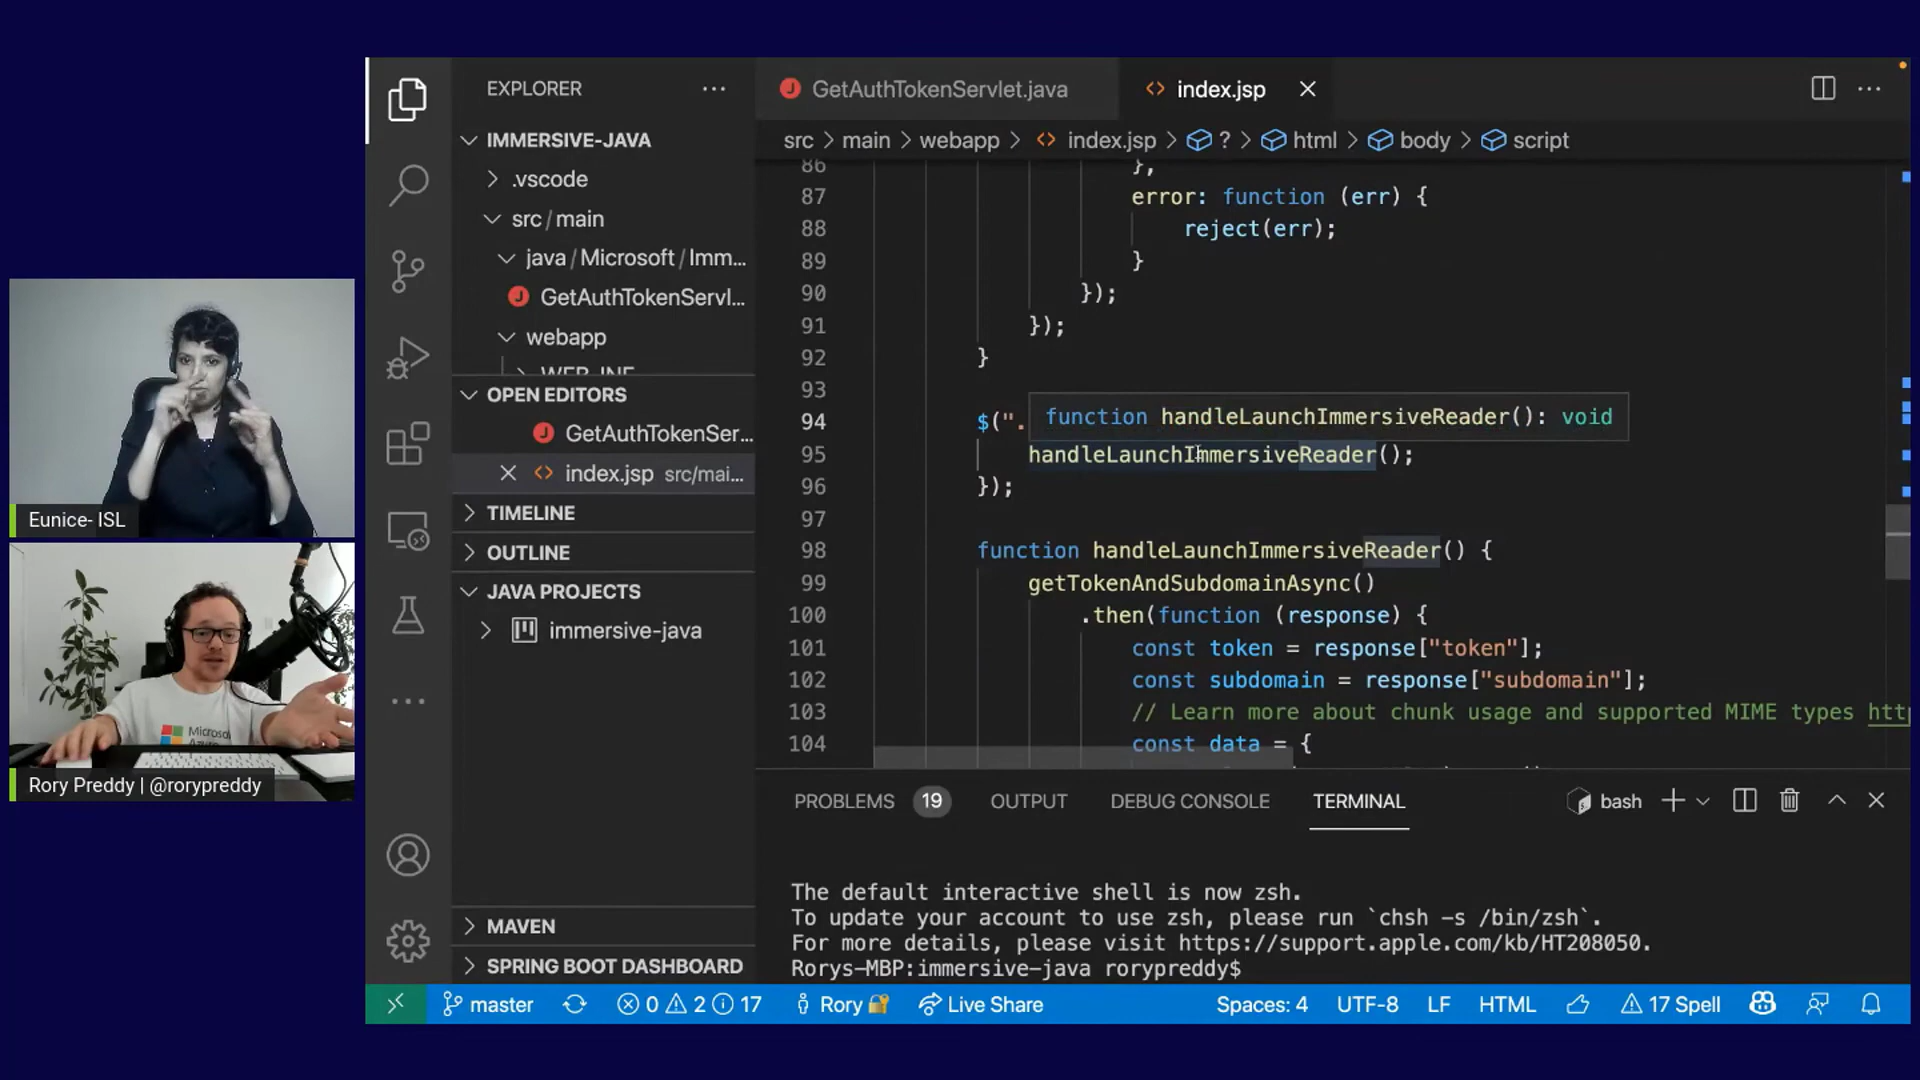 EXPLORER
IMMERSIVE-JAVA
.vscode
src/main
java/Microsoft/Imm...
GetAuthTokenServl...
webapp
WEB-INF
OPEN EDITORS
GetAuthTokenSer...
index.jsp src/mai...
TIMELINE
OUTLINE
JAVA PROJECTS
immersive-java
MAVEN
SPRING BOOT DASHBOARD
GetAuthTokenServlet.java
index.jsp
src > main > webapp > index.jsp > ? > html > body > script
86 },
87 error: function (err) {
88 reject(err);
89 }
90 });
91 });
92 }
93
function handleLaunchImmersiveReader(): void
94 $(".
95 handleLaunchImmersiveReader();
96 });
97
98 function handleLaunchImmersiveReader() {
99 getTokenAndSubdomainAsync()
100 .then(function (response) {
101 const token = response["token"];
102 const subdomain = response["subdomain"];
103 // Learn more about chunk usage and supported MIME types htt
104 const data = {
PROBLEMS 19 OUTPUT DEBUG CONSOLE TERMINAL bash
The default interactive shell is now zsh.
To update your account to use zsh, please run `chsh -s /bin/zsh`.
For more details, please visit https://support.apple.com/kb/HT208050.
Rorys-MBP:immersive-java rorypreddy$
master 0 2 17 Rory Live Share Spaces: 4 UTF-8 LF HTML 17 Spell
Eunice- ISL
Microsoft
Azure
Rory Preddy | @rorypreddy